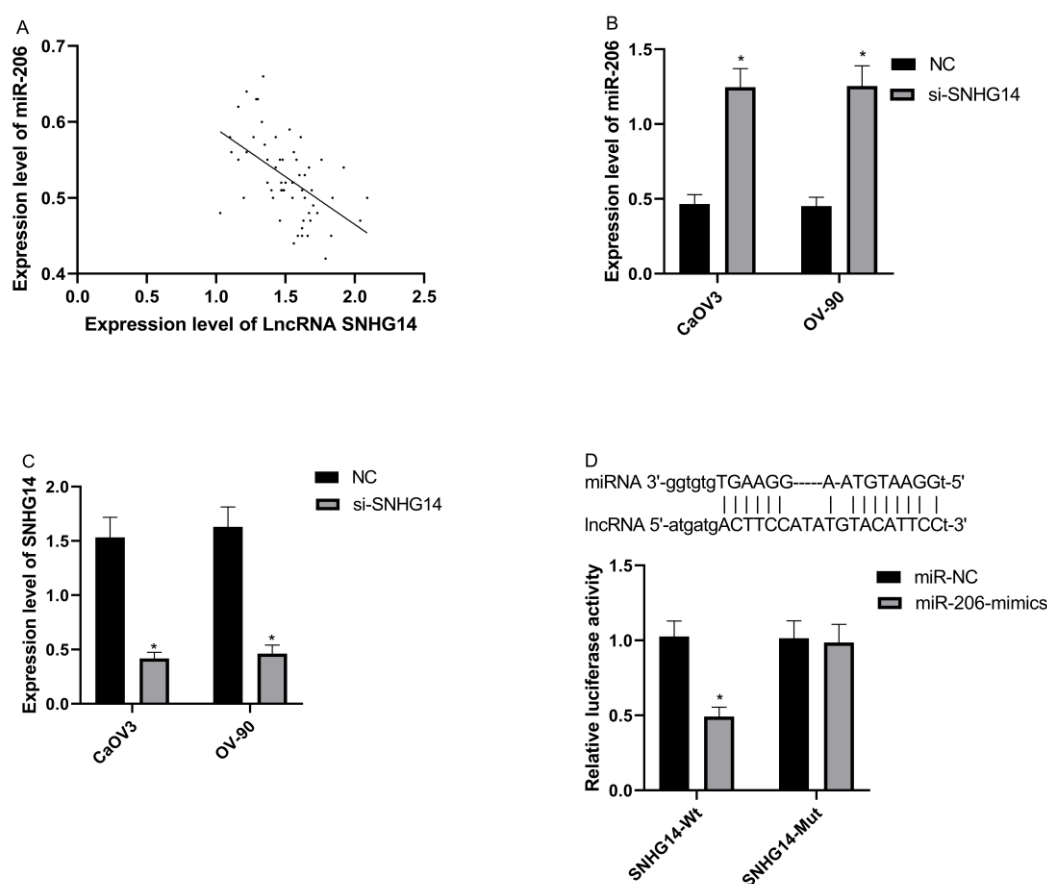 A
Expression level of miR-206
0.7
0.6
0.5
0.4
0.0 0.5 1.0 1.5 2.0 2.5
Expression level of LncRNA SNHG14
B
Expression level of miR-206
1.5
1.0
0.5
0.0
* *
NC
si-SNHG14
CaOV3 OV-90
C
Expression level of SNHG14
2.0
1.5
1.0
0.5
0.0
* *
NC
si-SNHG14
CaOV3 OV-90
D
miRNA 3'-ggtgtgTGAAGG-----A-ATGTAAGGt-5'
lncRNA 5'-atgatgACTTCCATATGTACATTCCt-3'
Relative luciferase activity
1.5
1.0
0.5
0.0
*
miR-NC
miR-206-mimics
SNHG14-Wt SNHG14-Mut